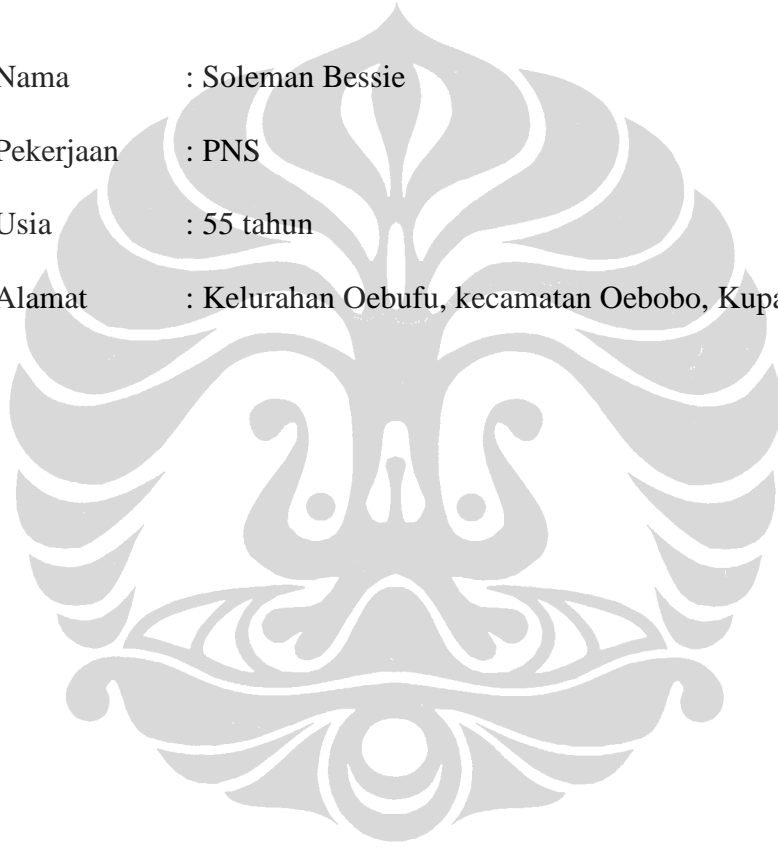 Nama : Soleman Bessie
Pekerjaan : PNS
Usia : 55 tahun
Alamat : Kelurahan Oebufu, kecamatan Oebobo,